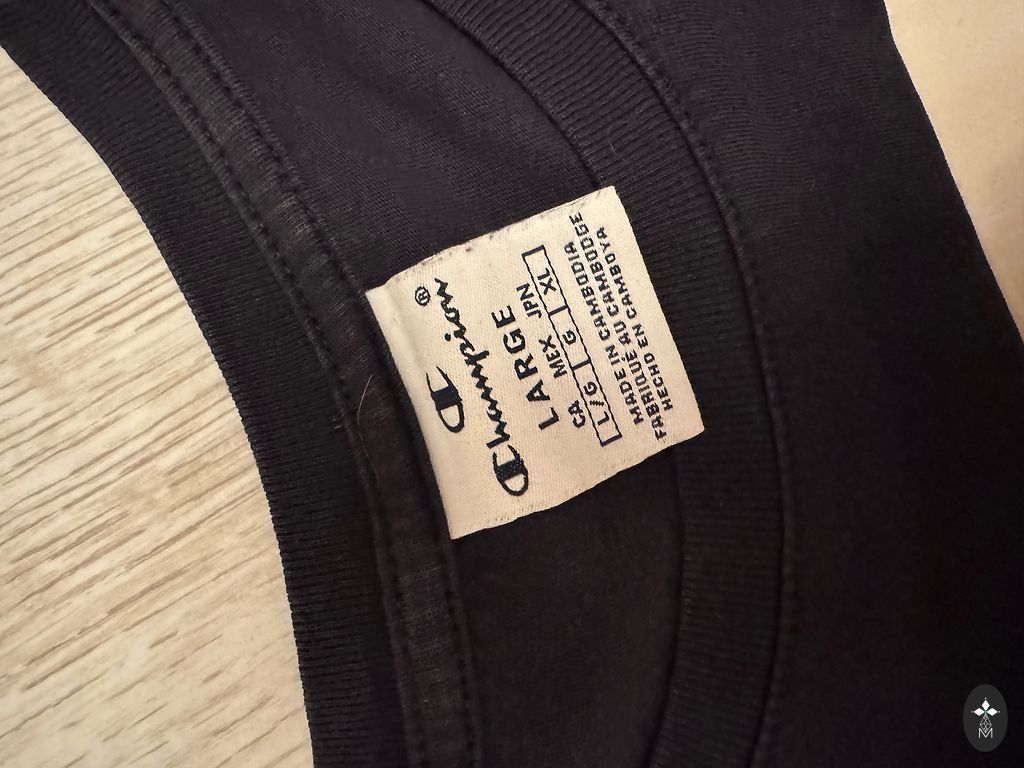 Champion®
LARGE
CA MEX JPN
L/G G XL
MADE IN CAMBODIA
FABRIQUÉ AU CAMBODGE
HECHO EN CAMBOYA
M